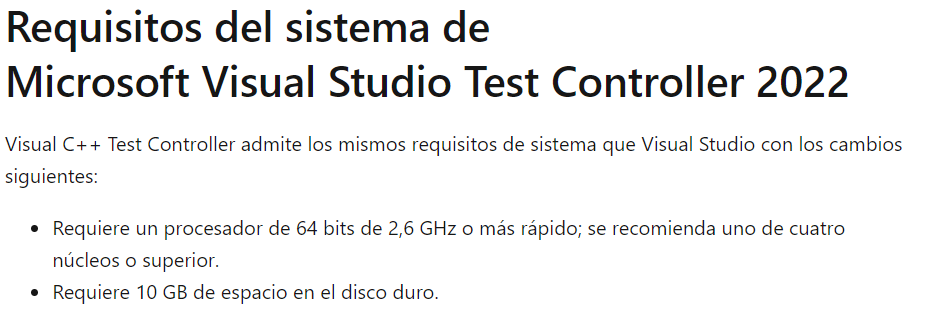 Requisitos del sistema de
Microsoft Visual Studio Test Controller 2022
Visual C++ Test Controller admite los mismos requisitos de sistema que Visual Studio con los cambios
siguientes:
• Requiere un procesador de 64 bits de 2,6 GHz o más rápido; se recomienda uno de cuatro
núcleos o superior.
• Requiere 10 GB de espacio en el disco duro.